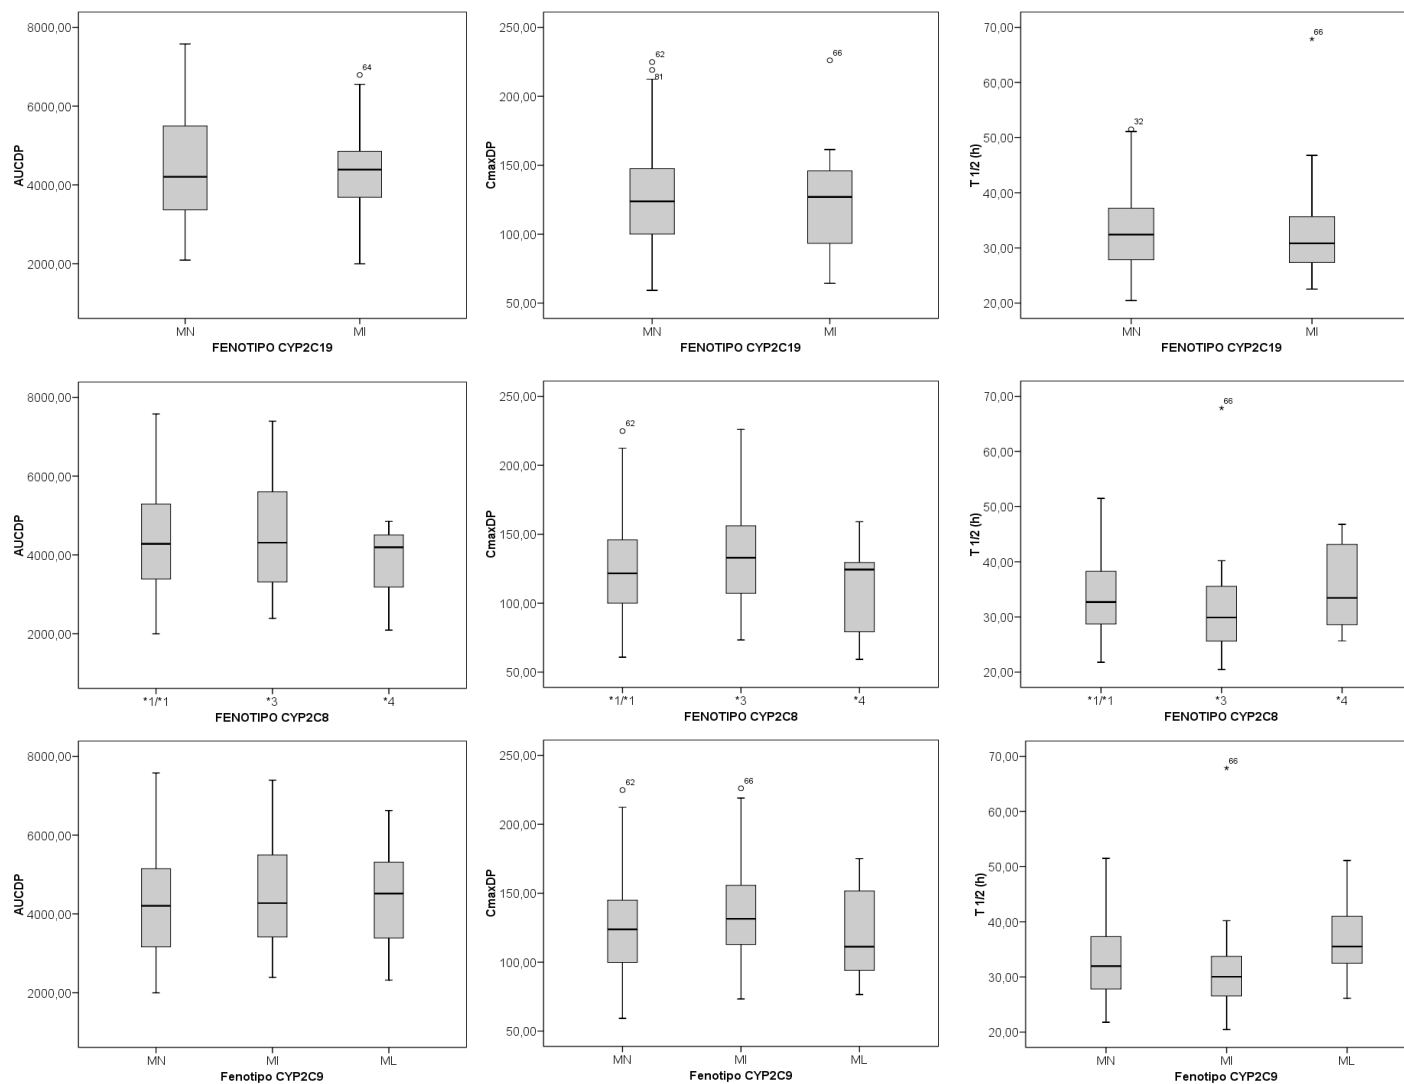 8000,00
6000,00
4000,00
2000,00
AUCDP
64
MN
MI
FENOTIPO CYP2C19
250,00
200,00
150,00
100,00
50,00
CmaxDP
62
81
66
MN
MI
FENOTIPO CYP2C19
70,00
60,00
50,00
40,00
30,00
20,00
T 1/2 (h)
32
66
MN
MI
FENOTIPO CYP2C19
8000,00
6000,00
4000,00
2000,00
AUCDP
*1/*1
*3
*4
FENOTIPO CYP2C8
250,00
200,00
150,00
100,00
50,00
CmaxDP
62
*1/*1
*3
*4
FENOTIPO CYP2C8
70,00
60,00
50,00
40,00
30,00
20,00
T 1/2 (h)
66
*1/*1
*3
*4
FENOTIPO CYP2C8
8000,00
6000,00
4000,00
2000,00
AUCDP
MN
MI
ML
Fenotipo CYP2C9
250,00
200,00
150,00
100,00
50,00
CmaxDP
62
66
MN
MI
ML
Fenotipo CYP2C9
70,00
60,00
50,00
40,00
30,00
20,00
T 1/2 (h)
66
MN
MI
ML
Fenotipo CYP2C9